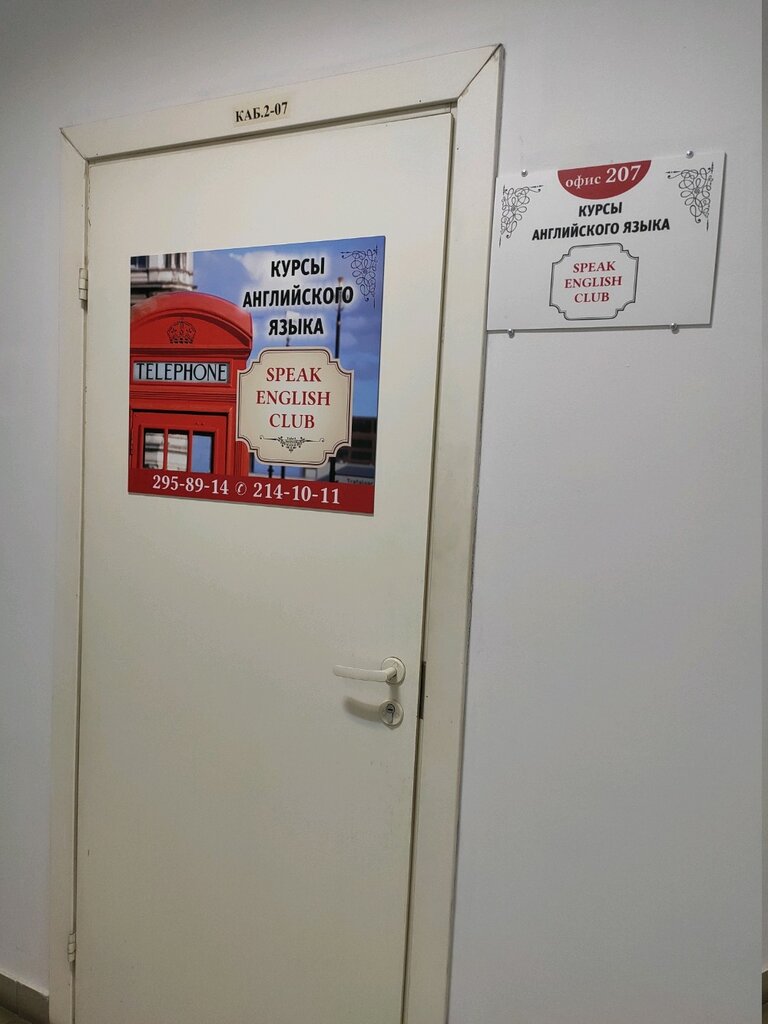 КАБ.2-07
КУРСЫ
АНГЛИЙСКОГО
ЯЗЫКА
TELEPHONE
SPEAK
ENGLISH
CLUB
295-89-14 ✆ 214-10-11
офис 207
КУРСЫ
АНГЛИЙСКОГО ЯЗЫКА
SPEAK
ENGLISH
CLUB